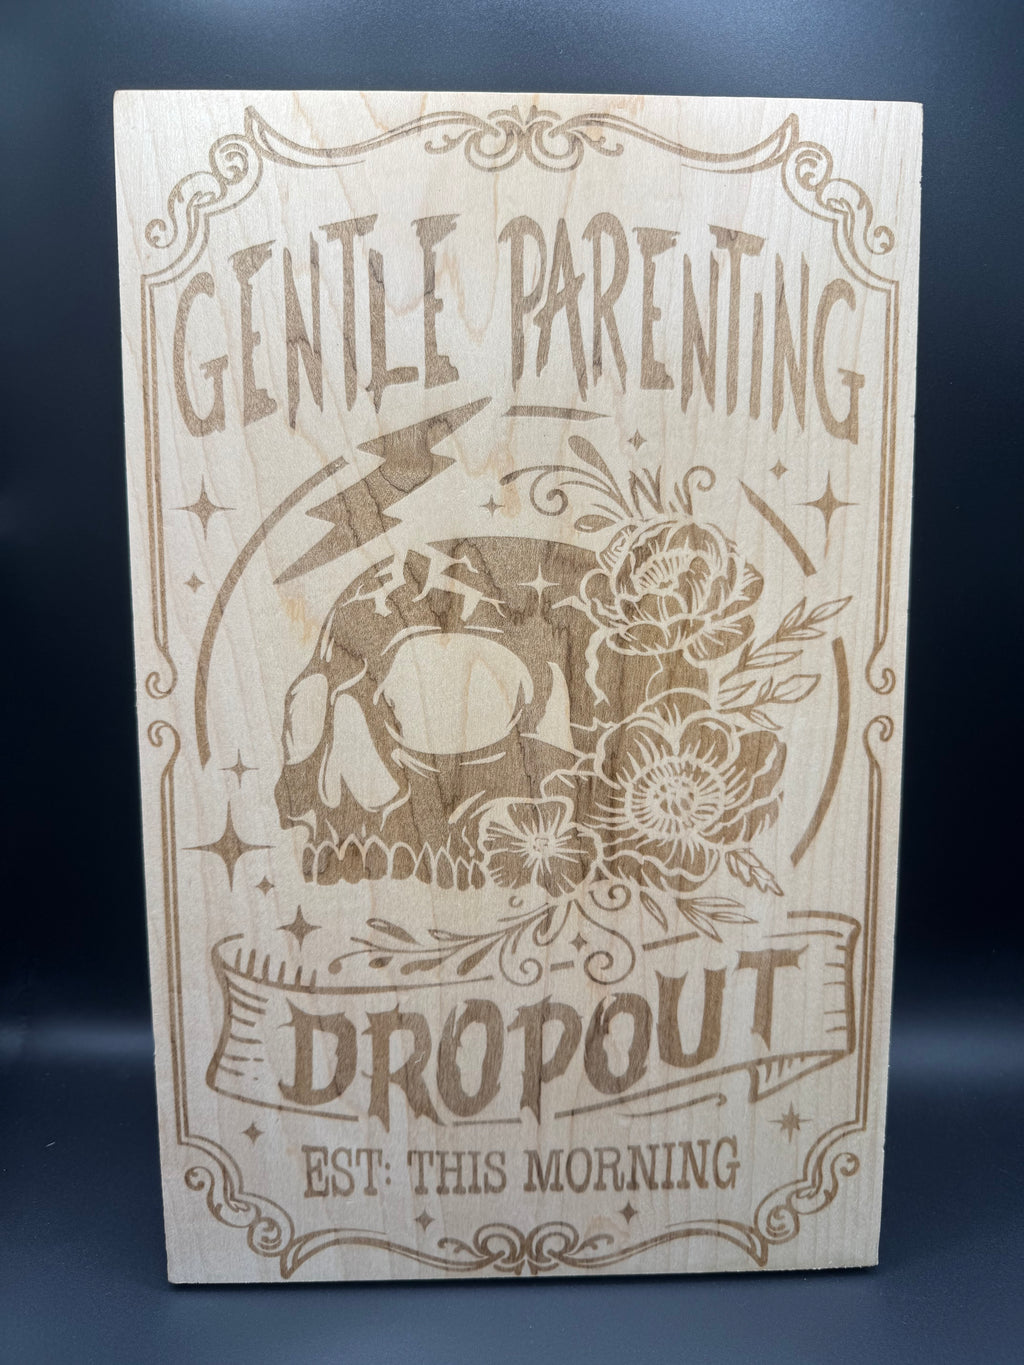 GENTLE PARENTING
DROPOUT
EST: THIS MORNING